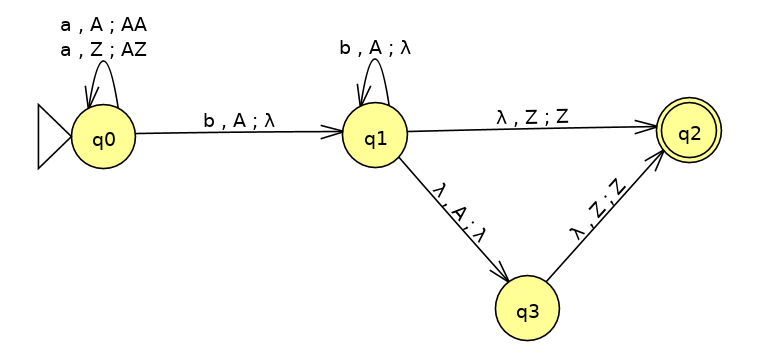 a , A ; AA
a , Z ; AZ
b , A ; λ
q0
b , A ; λ
q1
λ , Z ; Z
q2
λ , A ; λ
λ , Z ; Z
q3